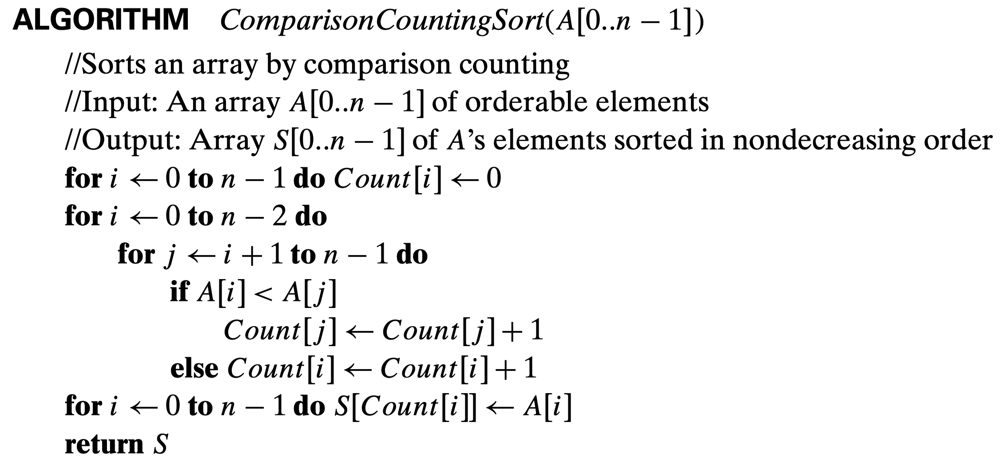 ALGORITHM ComparisonCountingSort(A[0..n − 1])
//Sorts an array by comparison counting
//Input: An array A[0..n − 1] of orderable elements
//Output: Array S[0..n − 1] of A’s elements sorted in nondecreasing order
for i ← 0 to n − 1 do Count[i] ← 0
for i ← 0 to n − 2 do
for j ← i + 1 to n − 1 do
if A[i] < A[j]
Count[j] ← Count[j] + 1
else Count[i] ← Count[i] + 1
for i ← 0 to n − 1 do S[Count[i]] ← A[i]
return S